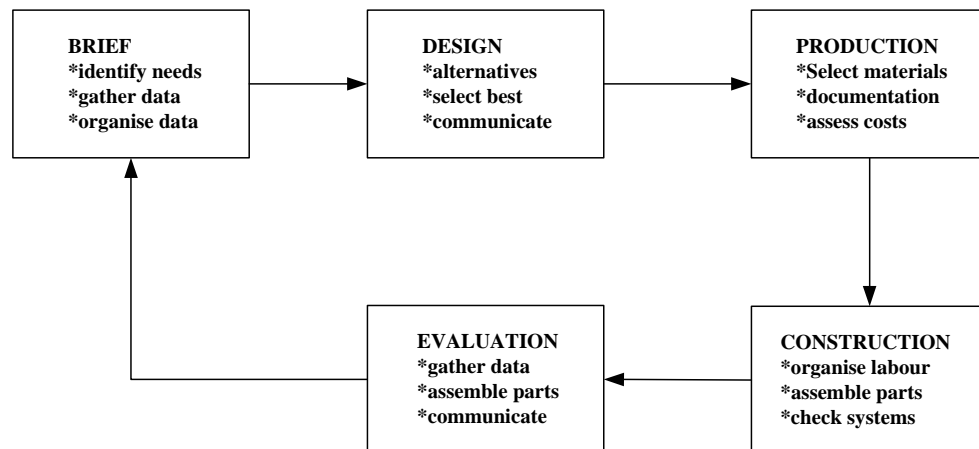 BRIEF
*identify needs
*gather data
*organise data
DESIGN
*alternatives
*select best
*communicate
PRODUCTION
*Select materials
*documentation
*assess costs
EVALUATION
*gather data
*assemble parts
*communicate
CONSTRUCTION
*organise labour
*assemble parts
*check systems